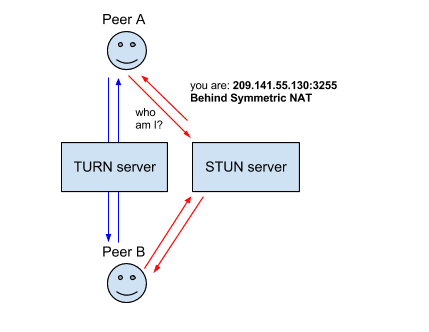 Peer A
you are: 209.141.55.130:3255
Behind Symmetric NAT
who
am I?
TURN server
STUN server
Peer B